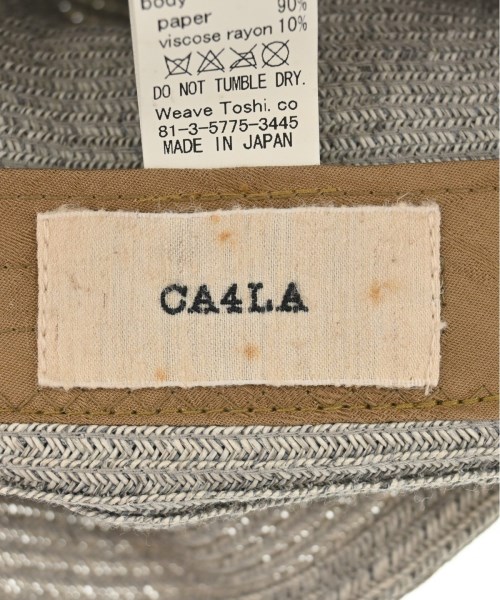 body 90%
paper
viscose rayon 10%
DO NOT TUMBLE DRY.
Weave Toshi. co
81-3-5775-3445
MADE IN JAPAN
CA4LA